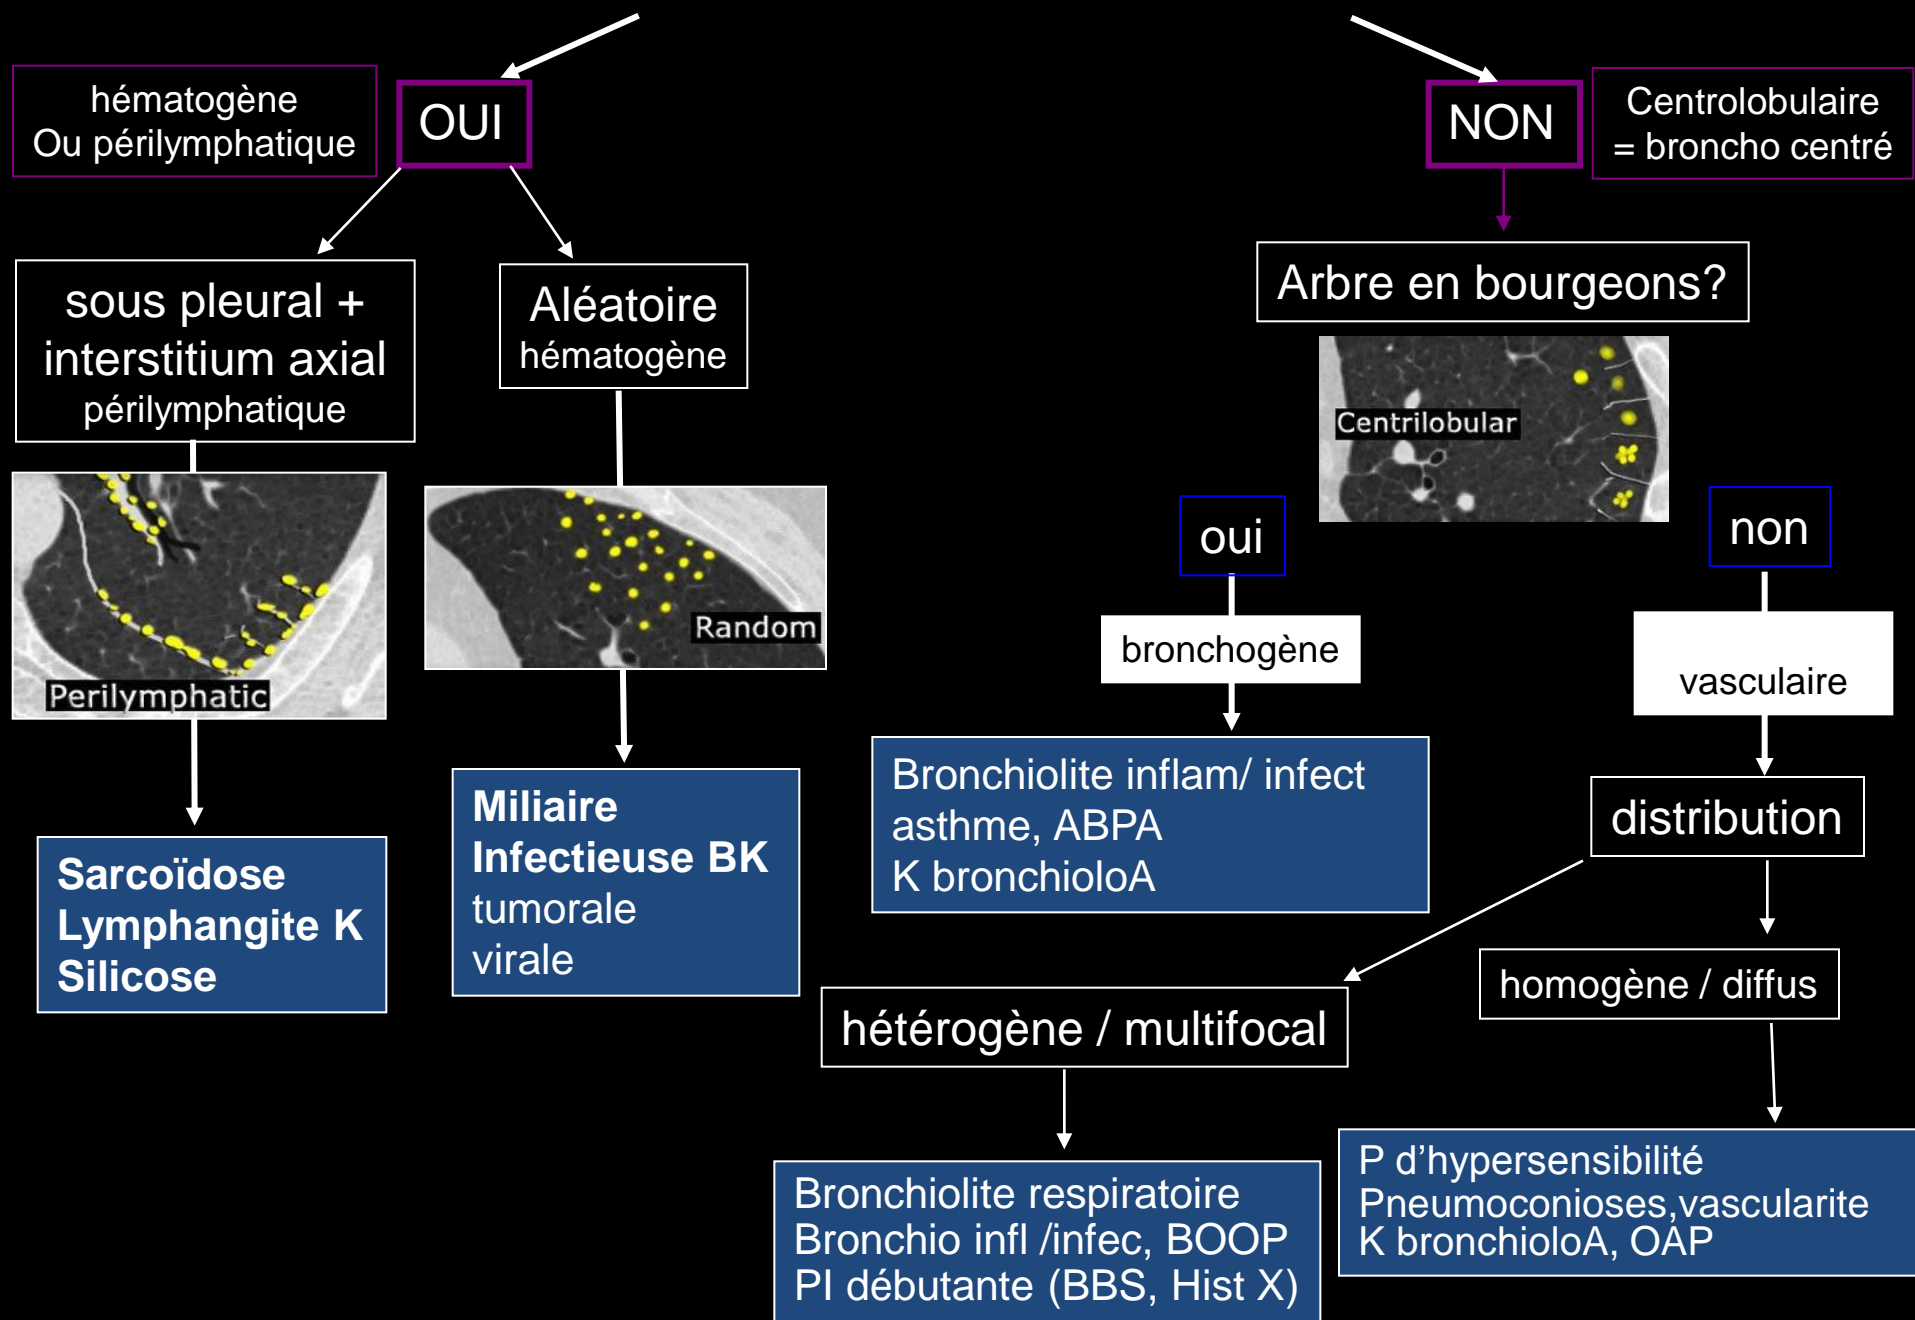 hématogène
Ou périlymphatique
OUI
NON
Centrolobulaire
= broncho centré
sous pleural +
interstitium axial
périlymphatique
Aléatoire
hématogène
Arbre en bourgeons?
Centrilobular
Perilymphatic
Random
oui
non
bronchogène
vasculaire
Sarcoïdose
Lymphangite K
Silicose
Miliaire
Infectieuse BK
tumorale
virale
Bronchiolite inflam/ infect
asthme, ABPA
K bronchioloA
distribution
hétérogène / multifocal
homogène / diffus
Bronchiolite respiratoire
Bronchio infl /infec, BOOP
PI débutante (BBS, Hist X)
P d’hypersensibilité
Pneumoconioses,vascularite
K bronchioloA, OAP